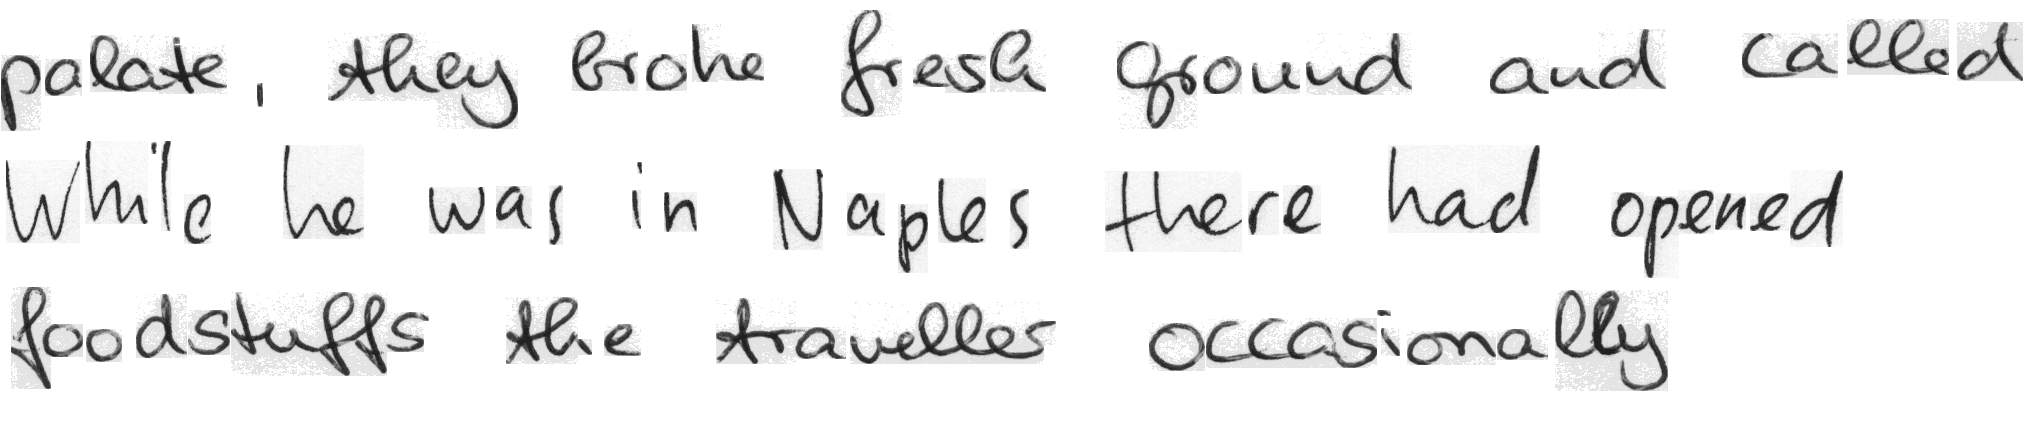 palate, they broke fresh ground and called
While he was in Naples there had opened
foodstuffs the traveller occasionally